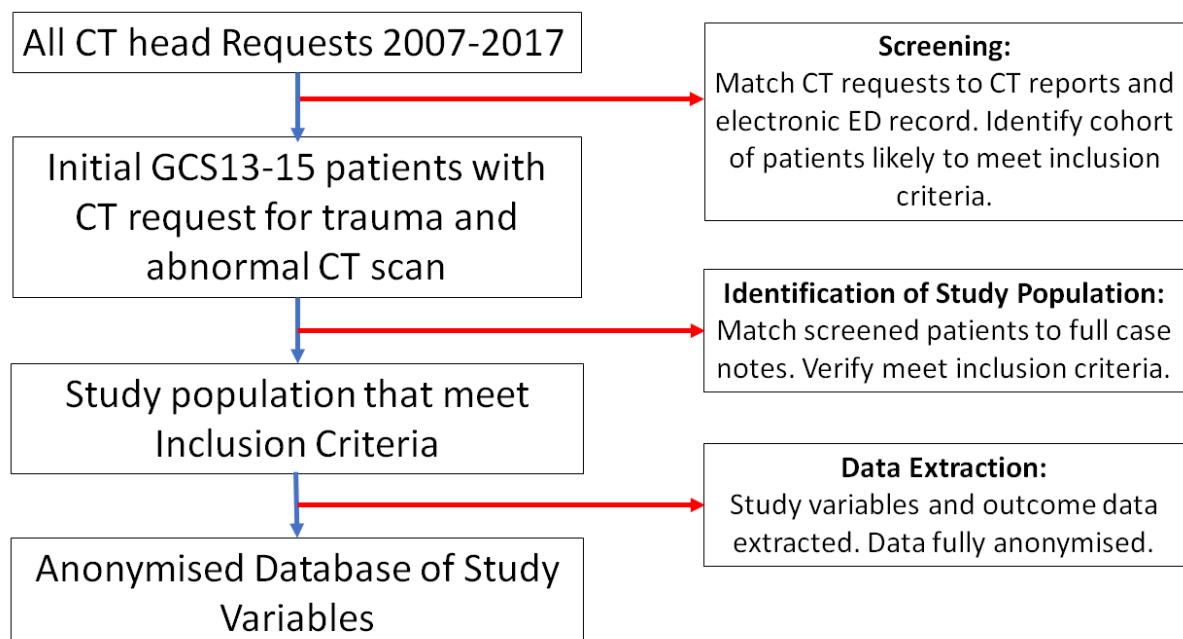 All CT head Requests 2007-2017
Screening:
Match CT requests to CT reports and
electronic ED record. Identify cohort
of patients likely to meet inclusion
criteria.
Initial GCS13-15 patients with
CT request for trauma and
abnormal CT scan
Identification of Study Population:
Match screened patients to full case
notes. Verify meet inclusion criteria.
Study population that meet
Inclusion Criteria
Data Extraction:
Study variables and outcome data
extracted. Data fully anonymised.
Anonymised Database of Study
Variables